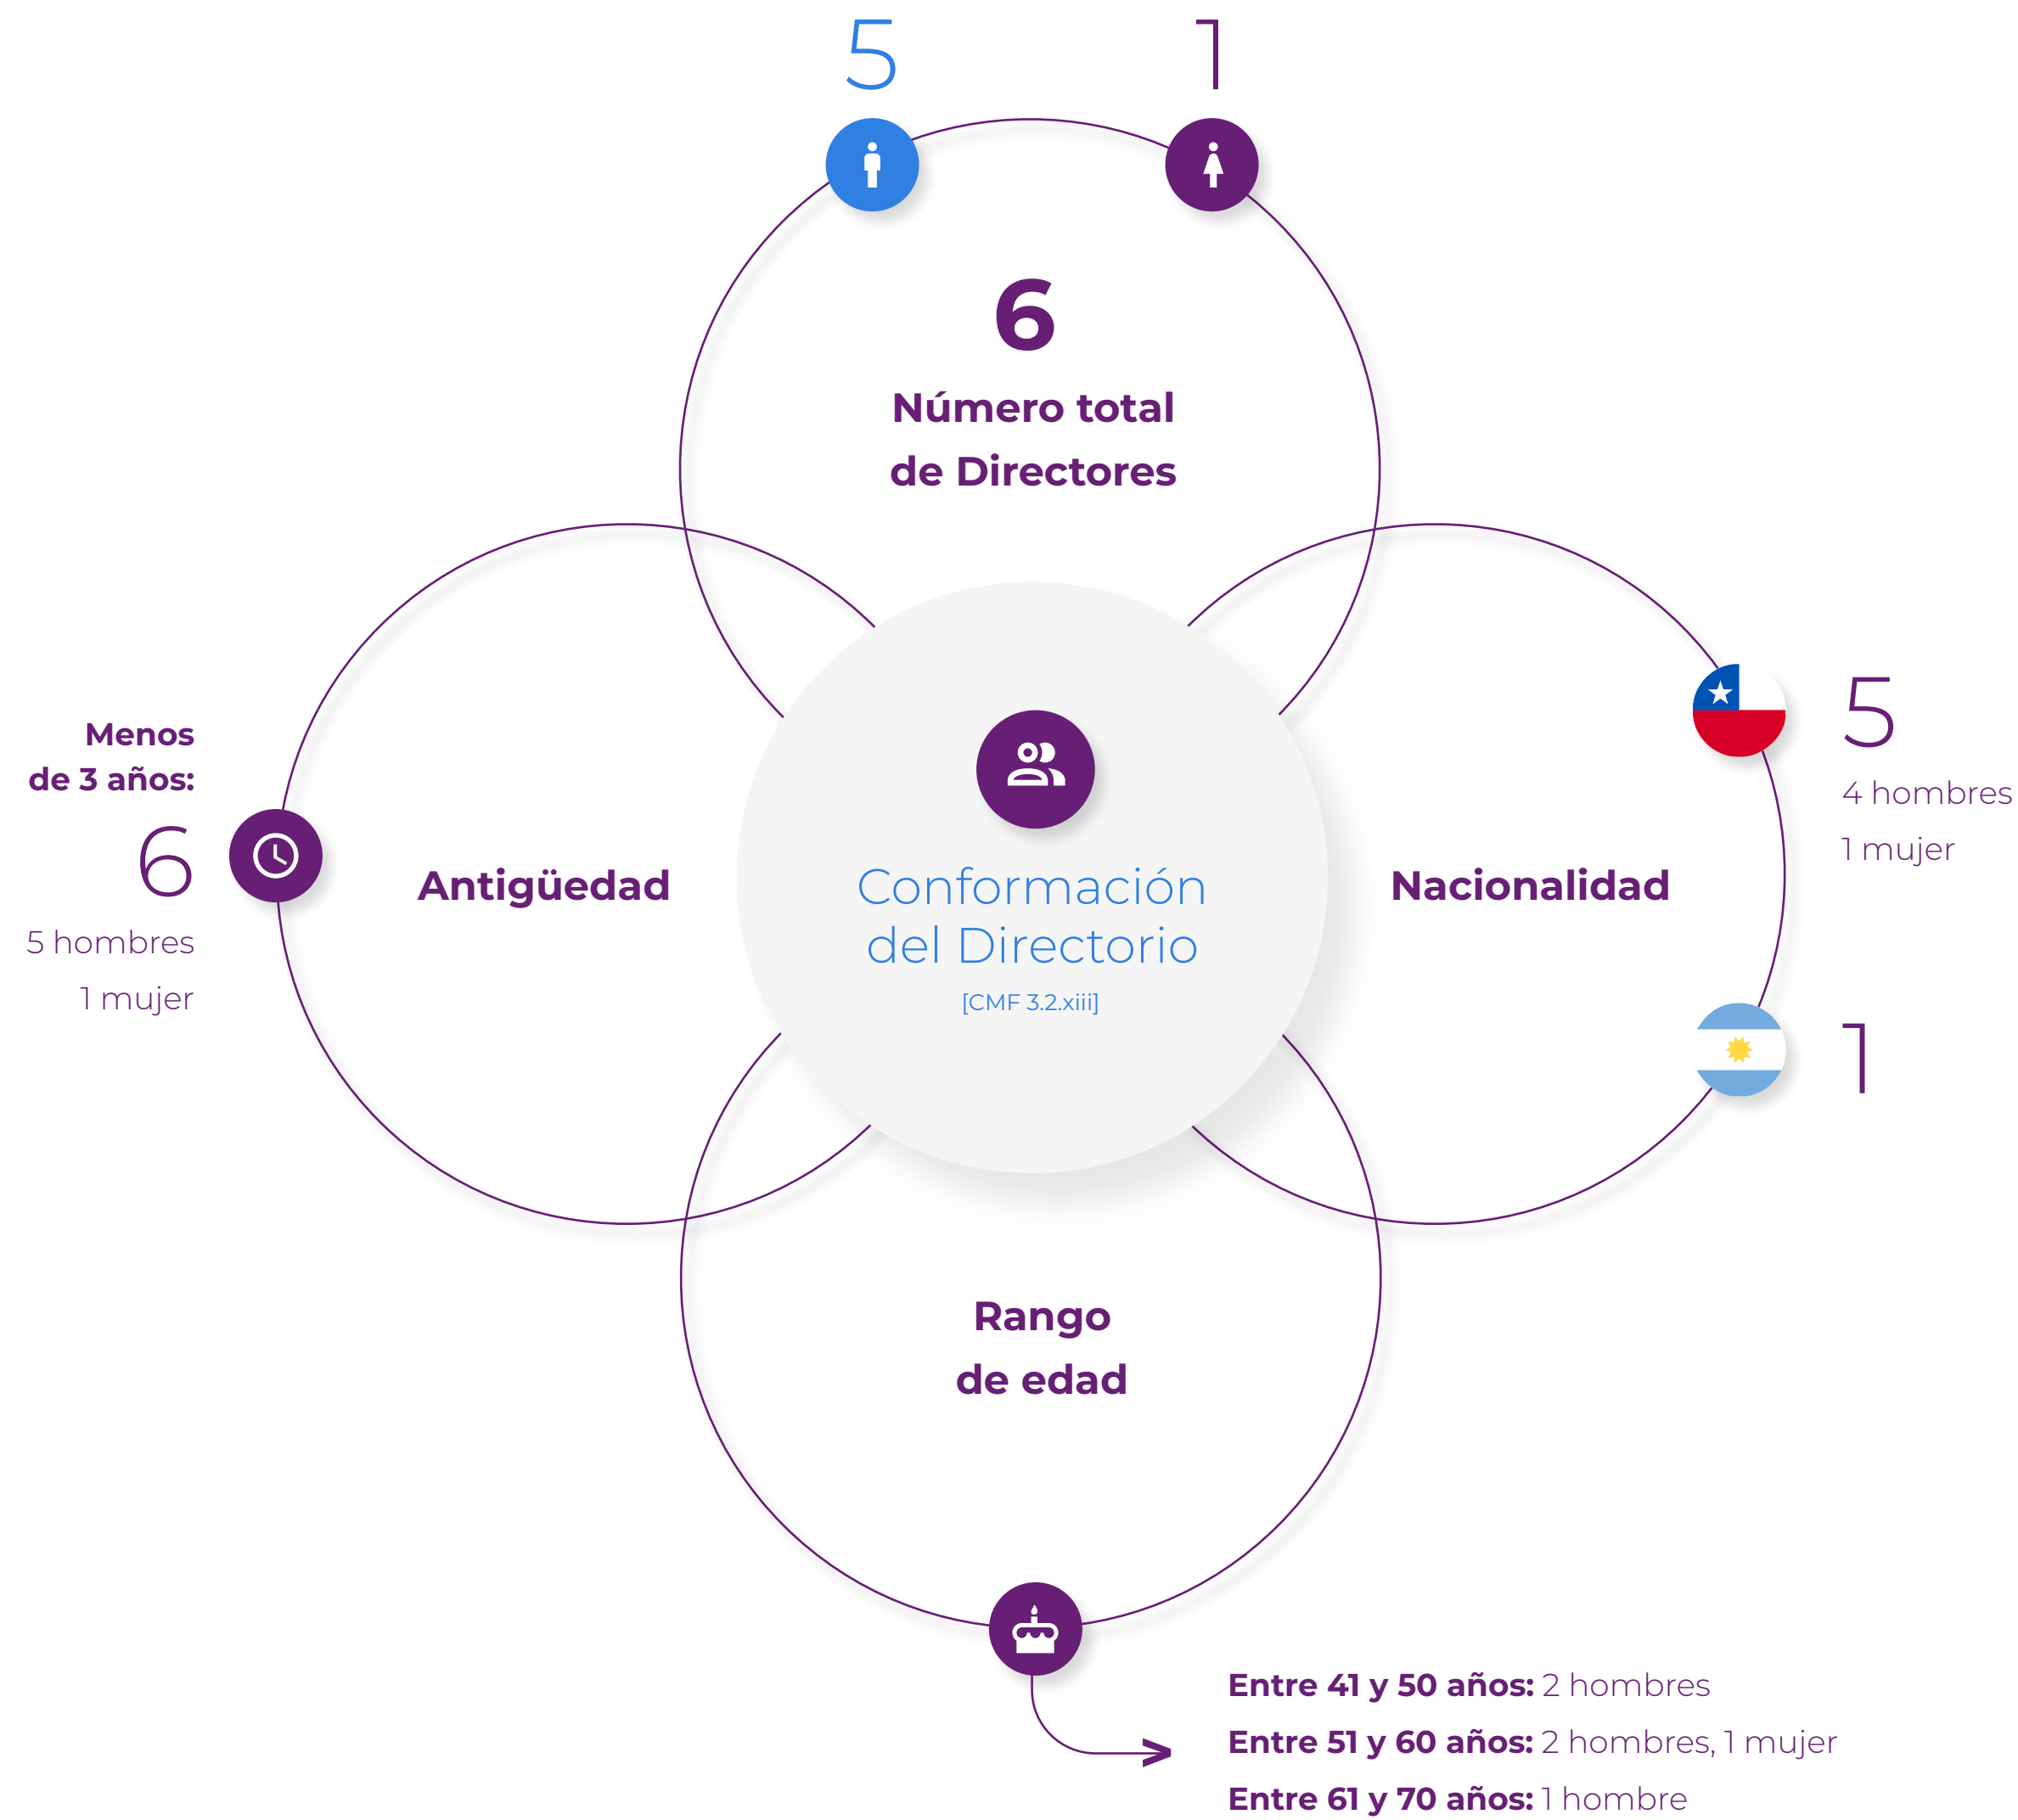 5
1
6
Número total
de Directores
Menos
de 3 años:
6
5 hombres
1 mujer
Antigüedad
Conformación
del Directorio
[CMF 3.2.xiii]
Nacionalidad
5
4 hombres
1 mujer
1
Rango
de edad
Entre 41 y 50 años: 2 hombres
Entre 51 y 60 años: 2 hombres, 1 mujer
Entre 61 y 70 años: 1 hombre